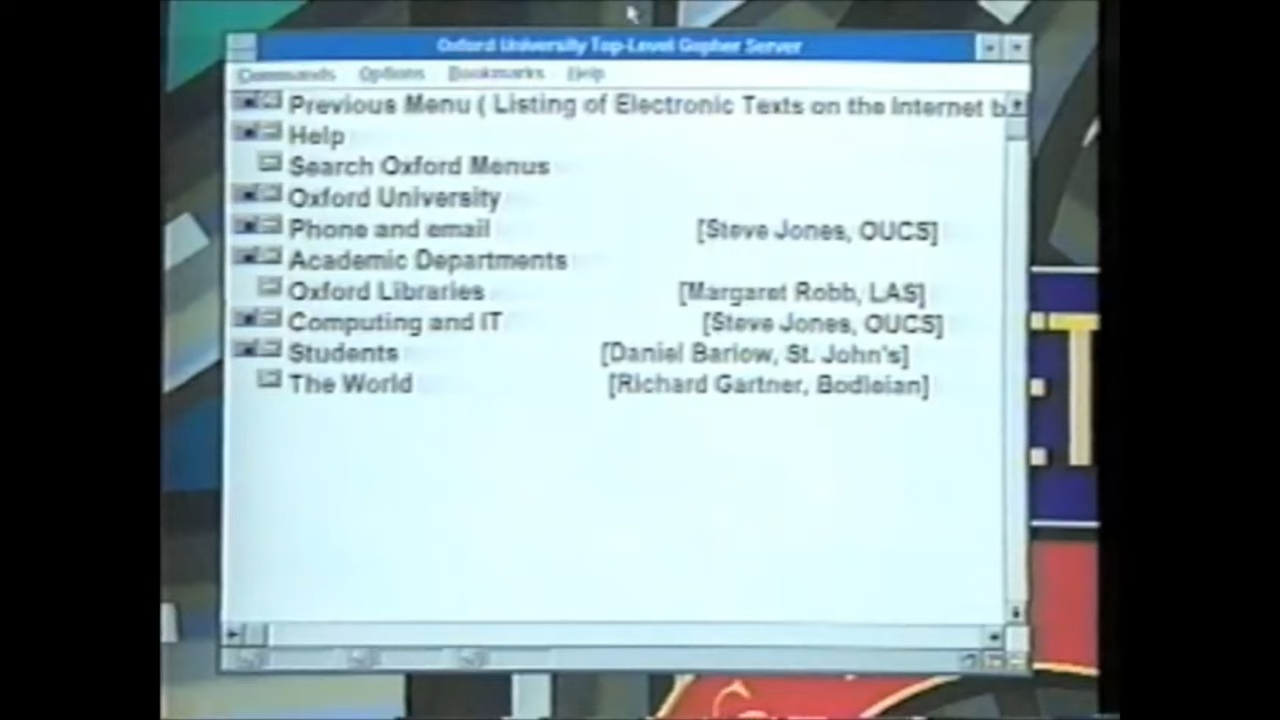 Oxford University Top-Level Gopher Server
Commands Options Bookmarks Help
Previous Menu ( Listing of Electronic Texts on the Internet b
Help
Search Oxford Menus
Oxford University
Phone and email [Steve Jones, OUCS]
Academic Departments
Oxford Libraries [Margaret Robb, LAS]
Computing and IT [Steve Jones, OUCS]
Students [Daniel Barlow, St. John's]
The World [Richard Gartner, Bodleian]